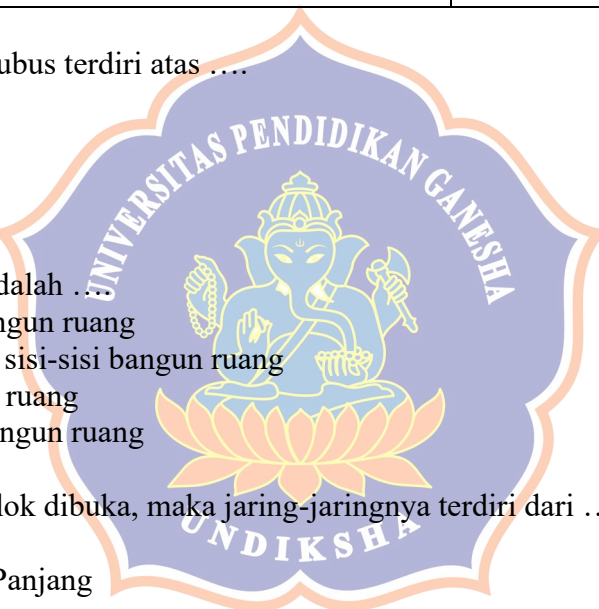 ubus terdiri atas ….
UNIVERSITAS PENDIDIKAN GANESHA
dalah ….
ngun ruang
sisi-sisi bangun ruang
ruang
ngun ruang
lok dibuka, maka jaring-jaringnya terdiri dari …
UNDIKSHA
Panjang